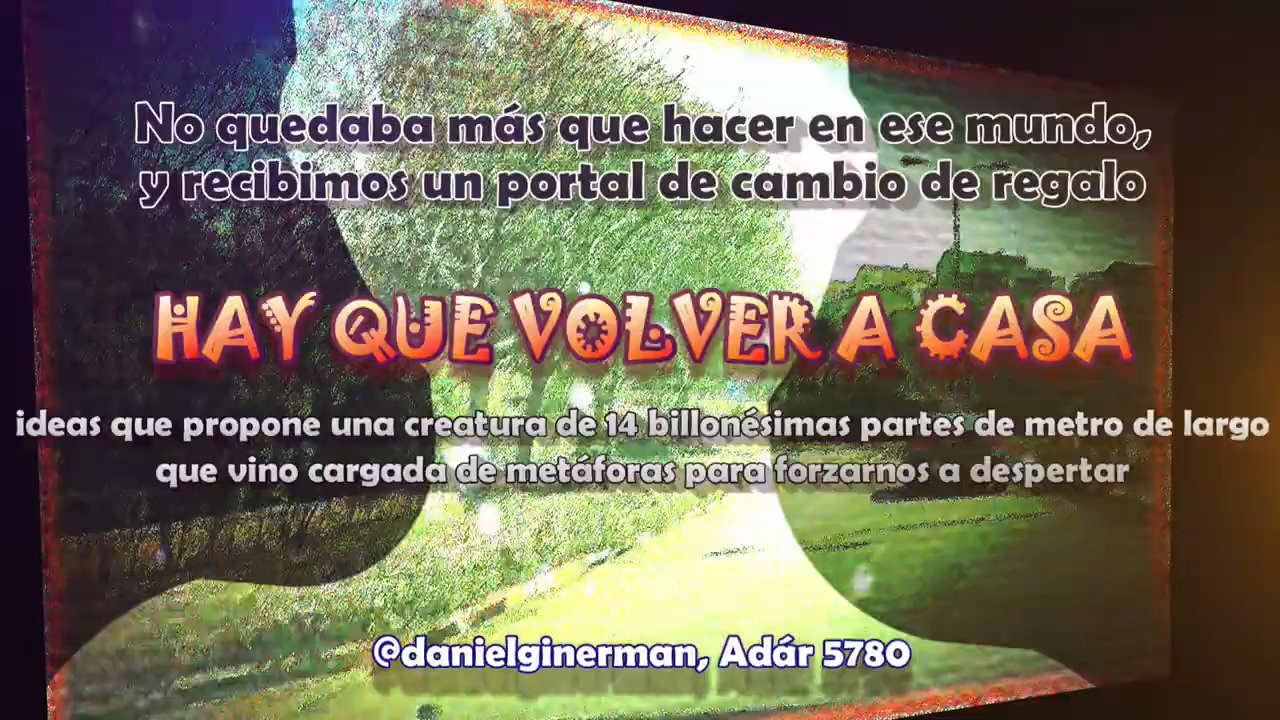 No quedaba más que hacer en ese mundo,
y recibimos un portal de cambio de regalo
HAY QUE VOLVER A CASA
ideas que propone una creatura de 14 billonésimas partes de metro de largo
que vino cargada de metáforas para forzarnos a despertar
@danielginerman, Adár 5780